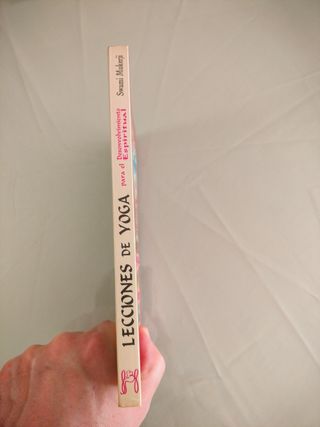 LECCIONES DE YOGA
para el Desenvolvimiento
Espiritual
Swami Mukerji